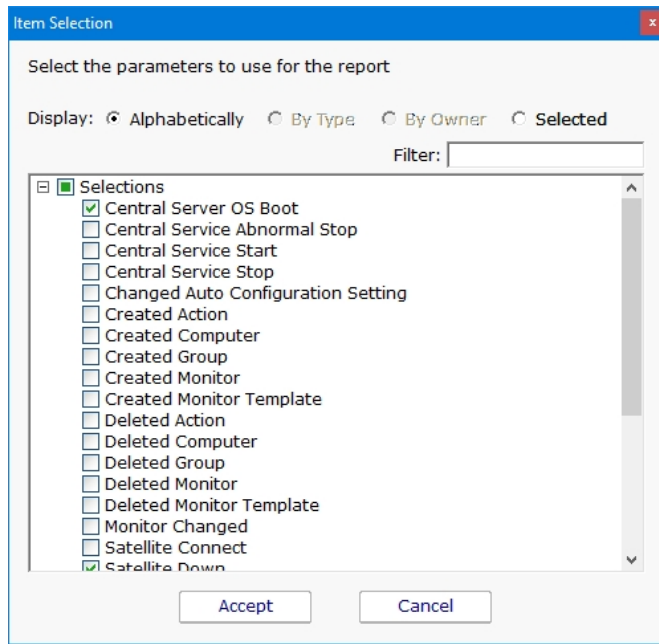 Item Selection
Select the parameters to use for the report
Display: Alphabetically By Type By Owner Selected
Filter:
Selections
Central Server OS Boot
Central Service Abnormal Stop
Central Service Start
Central Service Stop
Changed Auto Configuration Setting
Created Action
Created Computer
Created Group
Created Monitor
Created Monitor Template
Deleted Action
Deleted Computer
Deleted Group
Deleted Monitor
Deleted Monitor Template
Monitor Changed
Satellite Connect
Satellite Down
Accept Cancel